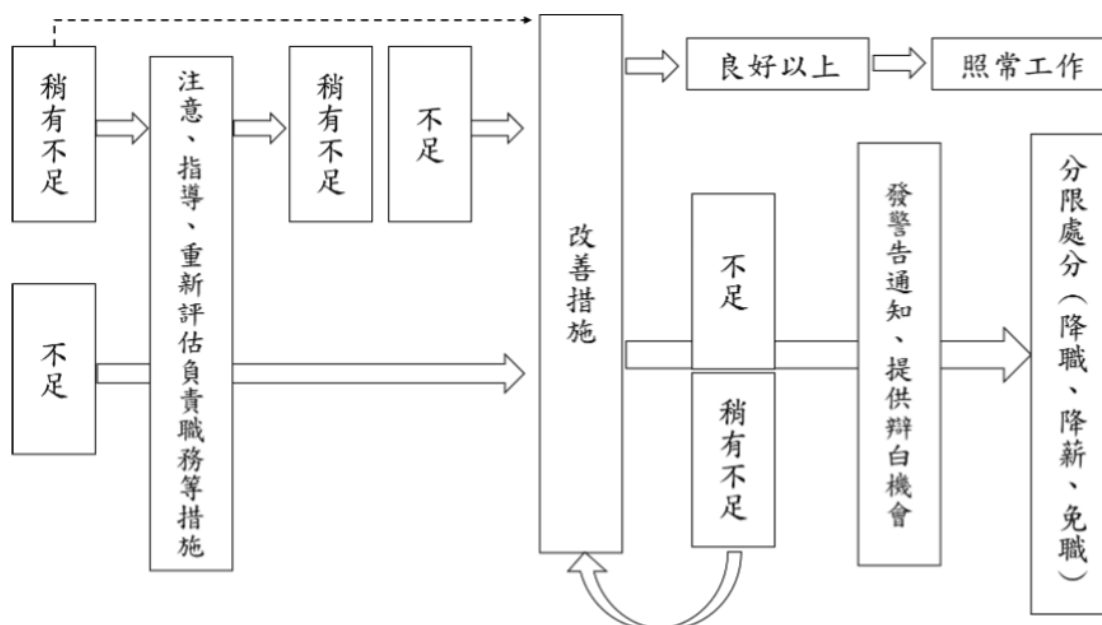 稍有不足
注意、指導、重新評估負責職務等措施
稍有不足
不足
不足
改善措施
良好以上
照常工作
不足
稍有不足
發警告通知、提供辯白機會
分限處分(降職、降薪、免職)